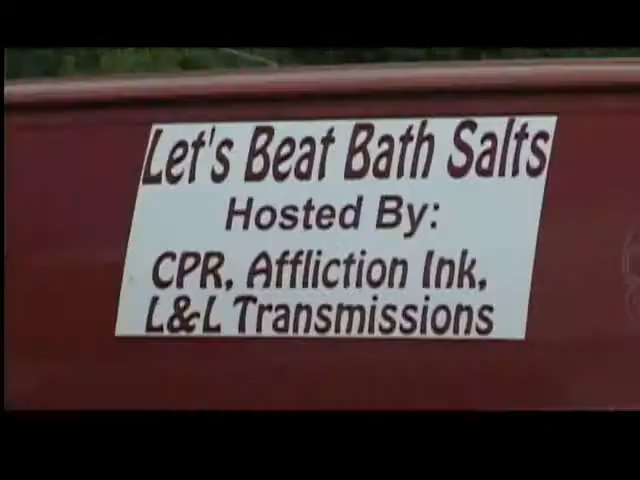 Let's Beat Bath Salts
Hosted By:
CPR, Affliction Ink,
L&L Transmissions